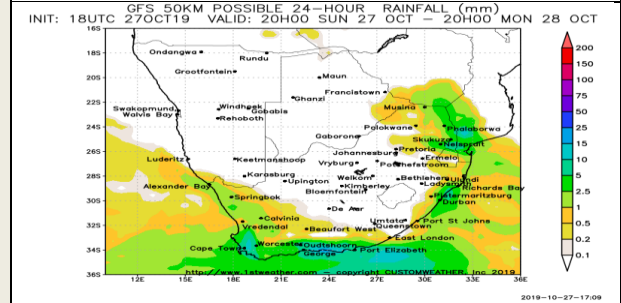 GFS 50KM POSSIBLE 24-HOUR RAINFALL (mm)
INIT: 18UTC 27OCT19 VALID: 20H00 SUN 27 OCT - 20H00 MON 28 OCT
16S
Ondangwa
Rundu
200
Grootfontein
Maun
150
20S
Francistown
100
Ghanzi
Musina
75
22S
Swakopmund
Windhoek
Gobabis
Walvis Bay
Rehoboth
50
24S
Polokwane
Phalaborwa
25
Gaborone
Skukuza
Nelspruit
Pretoria
15
26S
Johannesburg
Ermelo
Luderitz
Keetmanshoop
Vryburg
Potchefstroom
10
28S
Karasburg
Upington
Welkom
Bethlehem
Ulundi
5
Alexander Bay
Kimberley
Ladysmith
Richards Bay
Bloemfontein
Pietermaritzburg
2.5
30S
Springbok
De Aar
Durban
1
Calvinia
Umtata
Port St Johns
0.5
32S
Vredendal
Beaufort West
Queenstown
East London
0.2
34S
Cape Town
Worcester
Oudtshoorn
George
Port Elizabeth
0.1
http://www.1stweather.com - copyright CUSTOMWEATHER, Inc 2019
36S
12E 15E 18E 21E 24E 27E 30E 33E 36E
2019-10-27-17:09